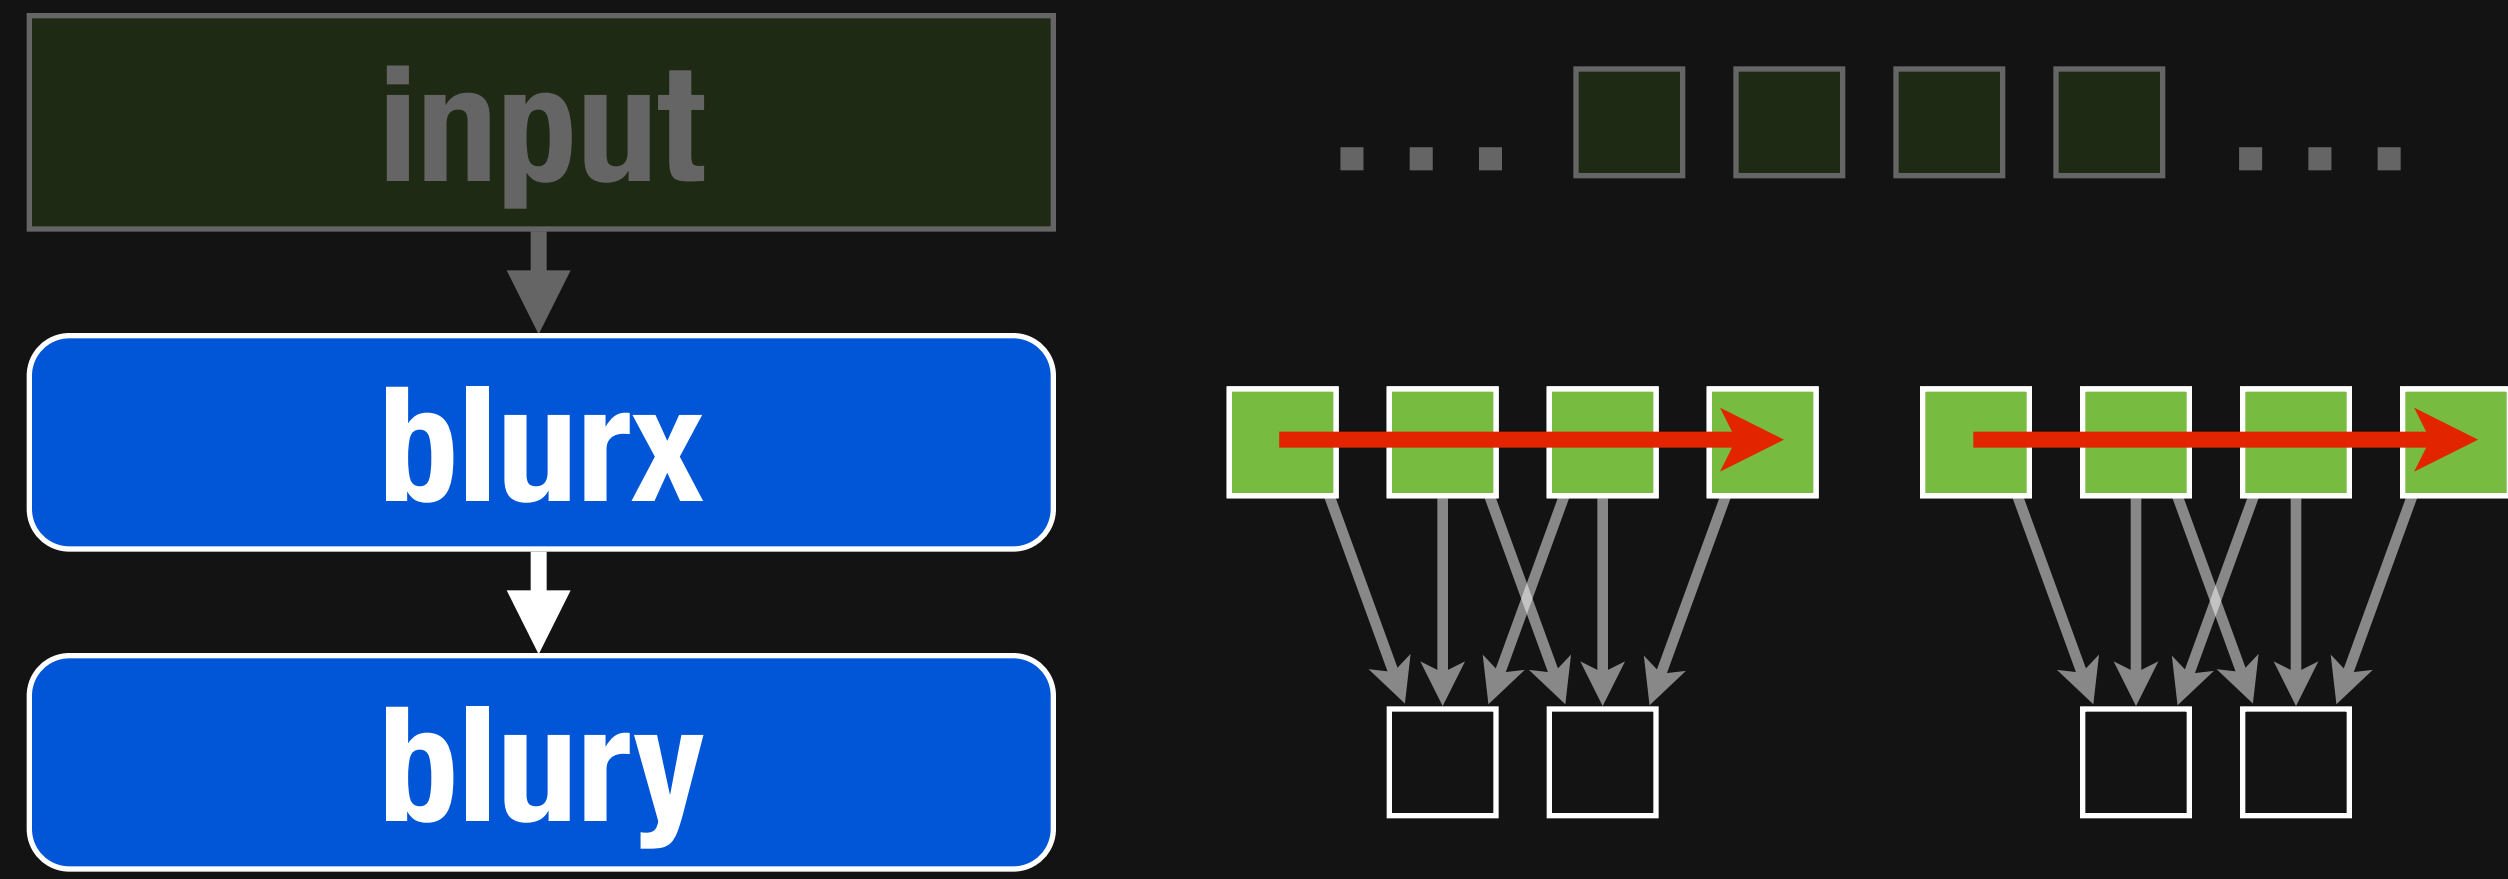 input
. . . . . .
blurx
blury